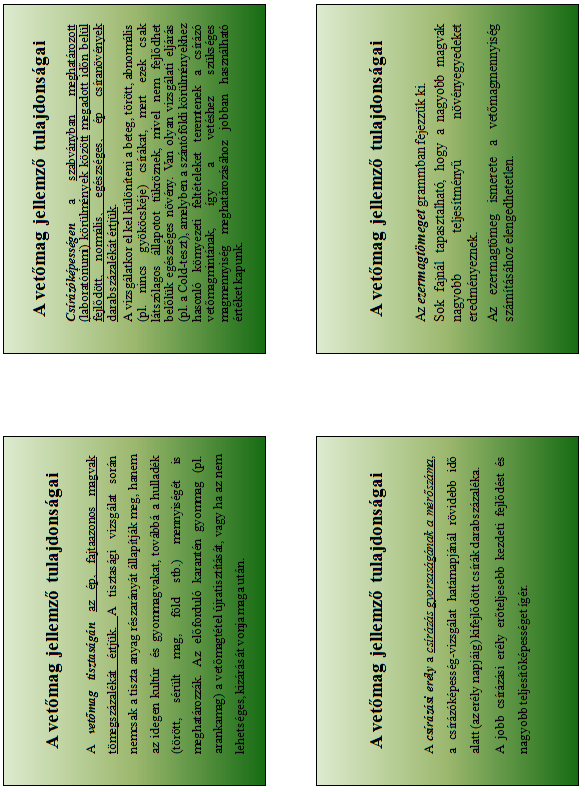 A vetőmag jellemző tulajdonságai
A vetőmag tisztaságán az ép, fajtaazonos magvak
tömegszázalékát értjük. A tisztasági vizsgálat során
nemcsak a tiszta anyag részarányát állapítják meg, hanem
az idegen kultúr és gyommagvakat, továbbá a hulladék
(törött, sérült mag, föld stb.) mennyiségét is
meghatározzák. Az előforduló karantén gyommag (pl.
arankamag) a vetőmagtétel újratisztítását, vagy ha az nem
lehetséges, kizárását vonja maga után.
A vetőmag jellemző tulajdonságai
Csírázóképességen a szabványban meghatározott
(laboratóriumi) körülmények között megadott időn belül
fejlődött, normális, egészséges, ép csíranövények
darabszázalékát értjük.
A vizsgálatkor el kel különíteni a beteg, törött, abnormális
(pl. nincs gyököcskéje) csírákat, mert ezek csak
látszólagos állapotot tükröznek, mivel nem fejlődhet
belőlük egészséges növény. Van olyan vizsgálati eljárás
(pl. a Cold-teszt), amelyben a szántóföldi körülményekhez
hasonló környezeti feltételeket teremtenek a csírázó
vetőmagmintának, így a vetéshez szükséges
magmennyiség meghatározásához jobban használható
értéket kapunk.
A vetőmag jellemző tulajdonságai
A csírázási erély a csírázás gyorsaságának a mérőszáma,
a csírázóképesség-vizsgálat határnapjánál rövidebb idő
alatt (az erély napjáig) kifejlődött csírák darabszázaléka.
A jobb csírázási erély erőteljesebb kezdeti fejlődést és
nagyobb teljesítőképességet ígér.
A vetőmag jellemző tulajdonságai
Az ezermagtömeget grammban fejezzük ki.
Sok fajnál tapasztalható, hogy a nagyobb magvak
nagyobb teljesítményű növényegyedeket
eredményeznek.
Az ezermagtömeg ismerete a vetőmagmennyiség
számításához elengedhetetlen.